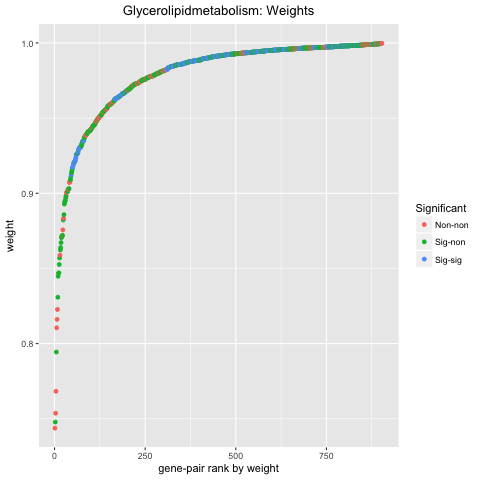 Glycerolipidmetabolism: Weights
1.0
0.9
0.8
weight
0
250
500
750
gene-pair rank by weight
Significant
Non-non
Sig-non
Sig-sig